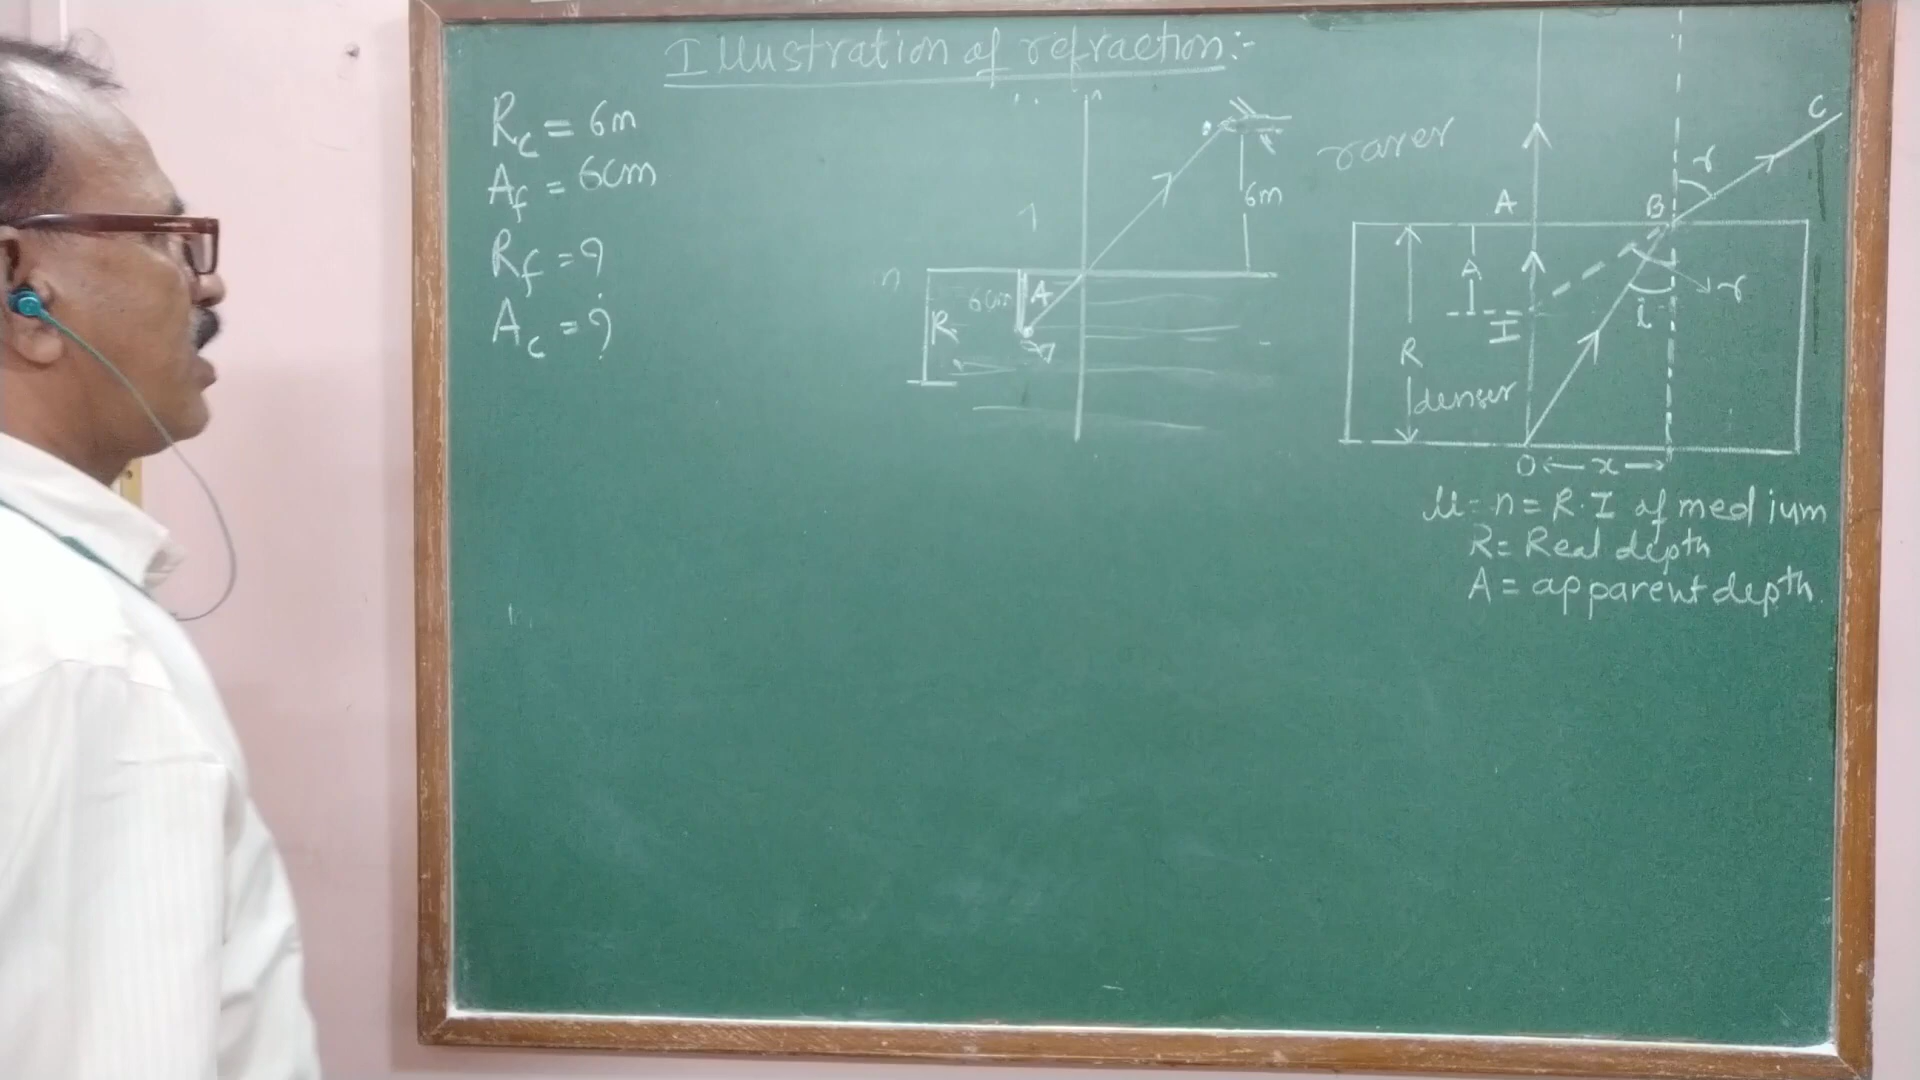 Illustration of refraction:-
Rc = 6m
Af = 6cm
Rf = ?
Ac = ?
6m
6cm
A
R
n
rarer
C
r
A
B
A
I
r
i
R
denser
O ← x →
μ = n = R.I of medium
R = Real depth
A = apparent depth.